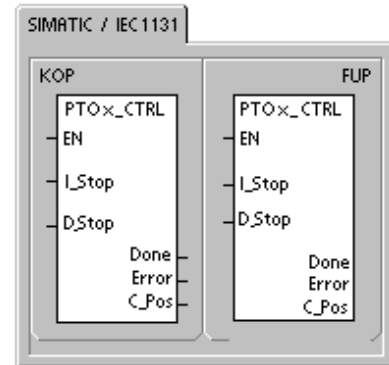 SIMATIC / IEC1131
KOP
FUP
PTOx_CTRL
EN
I_Stop
D_Stop
Done
Error
C_Pos
PTOx_CTRL
EN
I_Stop
D_Stop
Done
Error
C_Pos